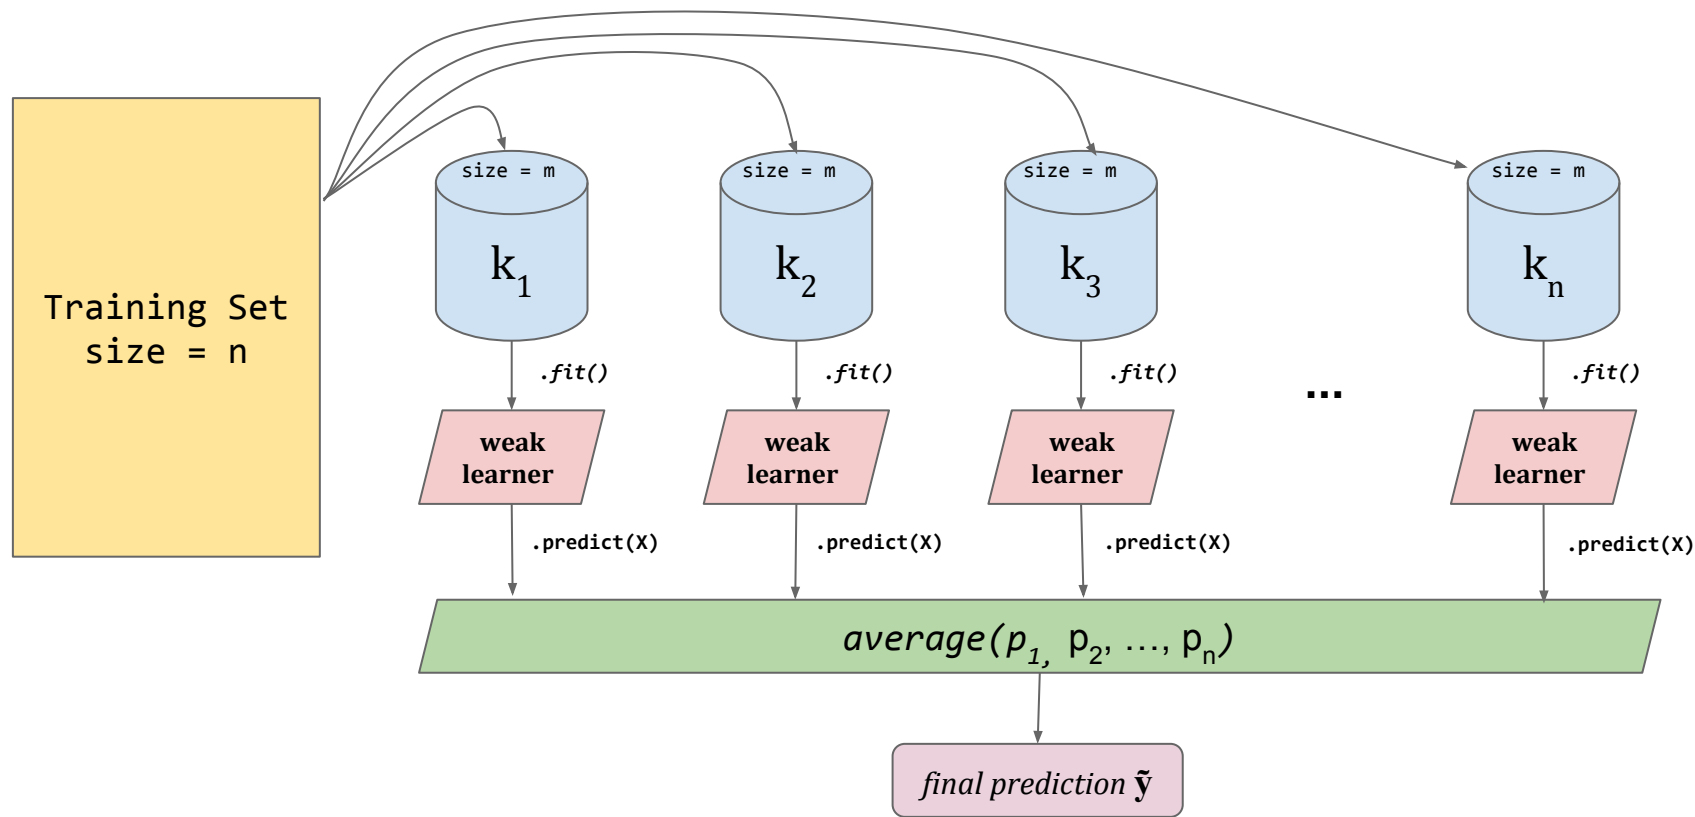 Training Set
size = n
size = m
k₁
size = m
k₂
size = m
k₃
size = m
kₙ
.fit()
.fit()
.fit()
...
.fit()
weak
learner
weak
learner
weak
learner
weak
learner
.predict(X)
.predict(X)
.predict(X)
.predict(X)
average(p₁, p₂, …, pₙ)
final prediction ỹ